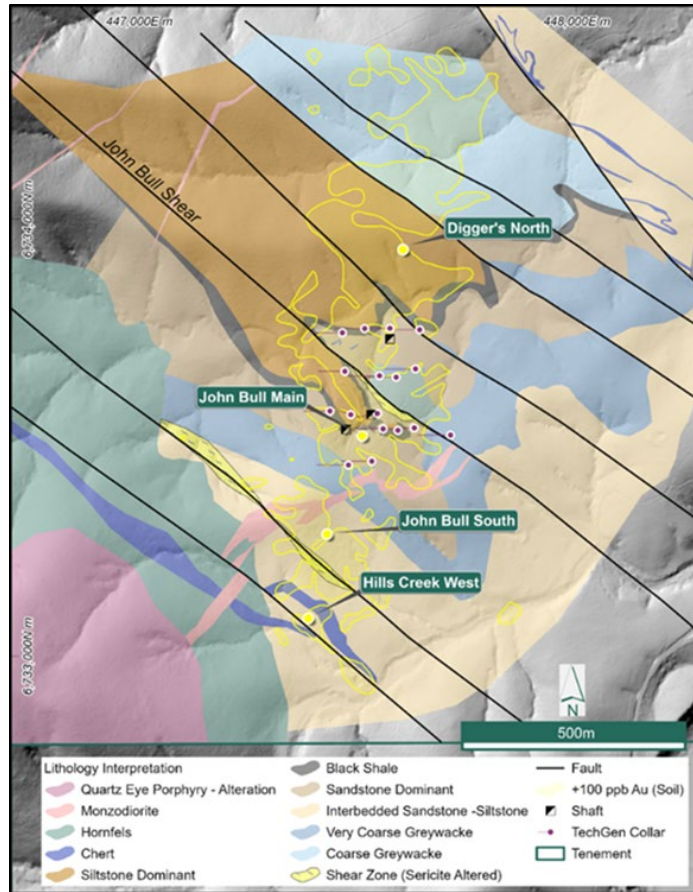 447,000E m
448,000E m
John Bull Shear
6,734,000N m
Digger's North
John Bull Main
John Bull South
Hills Creek West
6,733,000N m
N
500m
Lithology Interpretation
Quartz Eye Porphyry - Alteration
Monzodiorite
Hornfels
Chert
Siltstone Dominant
Black Shale
Sandstone Dominant
Interbedded Sandstone -Siltstone
Very Coarse Greywacke
Coarse Greywacke
Shear Zone (Sericite Altered)
Fault
+100 ppb Au (Soil)
Shaft
TechGen Collar
Tenement